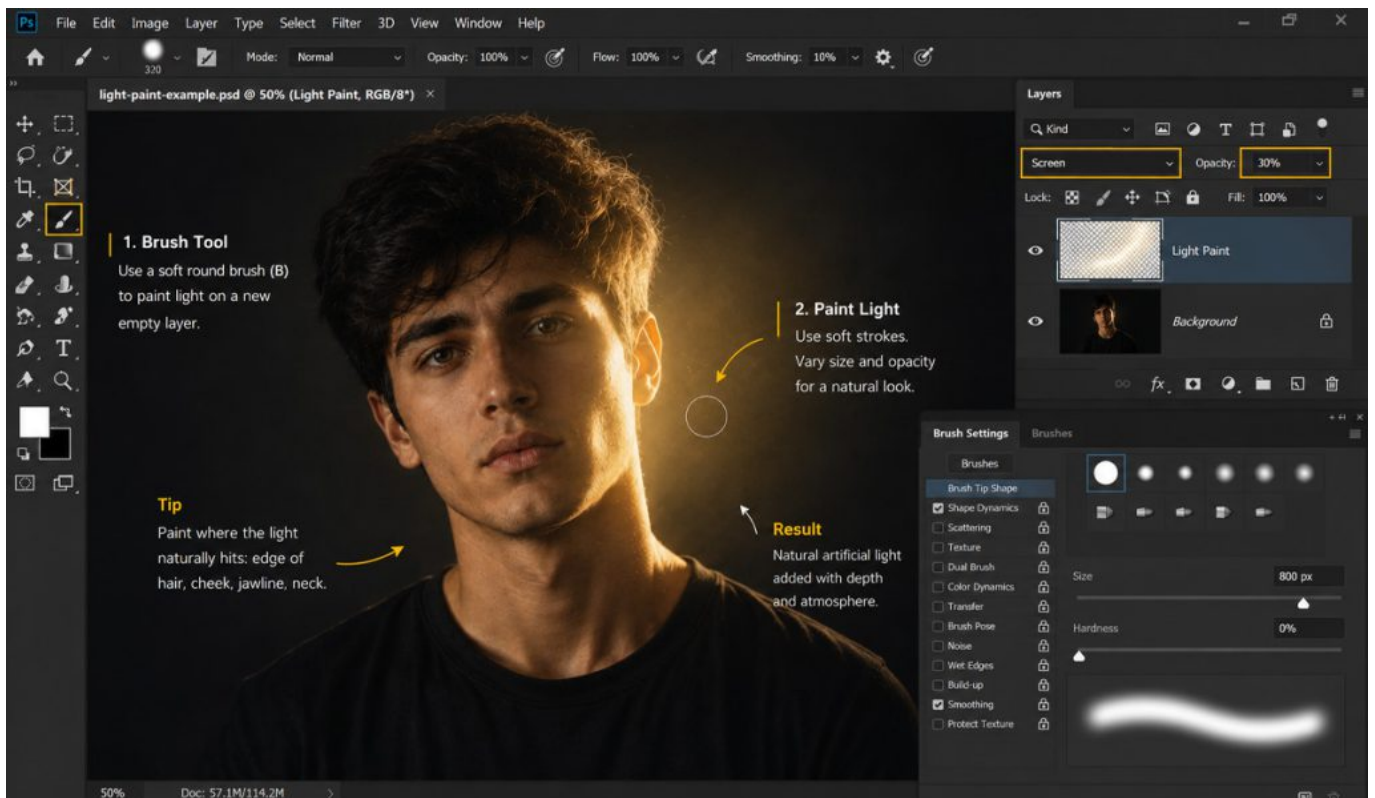 Ps File Edit Image Layer Type Select Filter 3D View Window Help
320 Mode: Normal Opacity: 100% Flow: 100% Smoothing: 10%
light-paint-example.psd @ 50% (Light Paint, RGB/8*) ×
1. Brush Tool
Use a soft round brush (B)
to paint light on a new
empty layer.
2. Paint Light
Use soft strokes.
Vary size and opacity
for a natural look.
Tip
Paint where the light
naturally hits: edge of
hair, cheek, jawline, neck.
Result
Natural artificial light
added with depth
and atmosphere.
50% Doc: 57.1M/114.2M
Layers
Kind
Screen Opacity: 30%
Lock: Fill: 100%
Light Paint
Background
Brush Settings Brushes
Brushes
Brush Tip Shape
Shape Dynamics
Scattering
Texture
Dual Brush
Color Dynamics
Transfer
Brush Pose
Noise
Wet Edges
Build-up
Smoothing
Protect Texture
Size 800 px
Hardness 0%